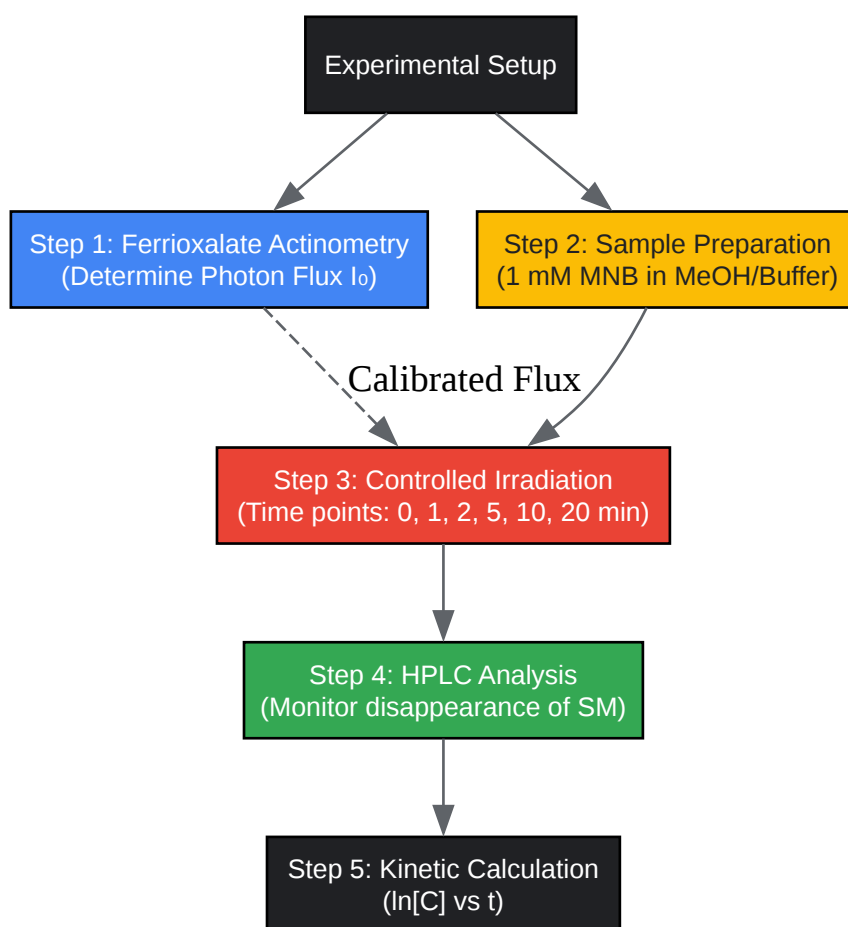 Experimental Setup
Step 1: Ferrioxalate Actinometry
(Determine Photon Flux I₀)
Step 2: Sample Preparation
(1 mM MNB in MeOH/Buffer)
Calibrated Flux
Step 3: Controlled Irradiation
(Time points: 0, 1, 2, 5, 10, 20 min)
Step 4: HPLC Analysis
(Monitor disappearance of SM)
Step 5: Kinetic Calculation
(ln[C] vs t)